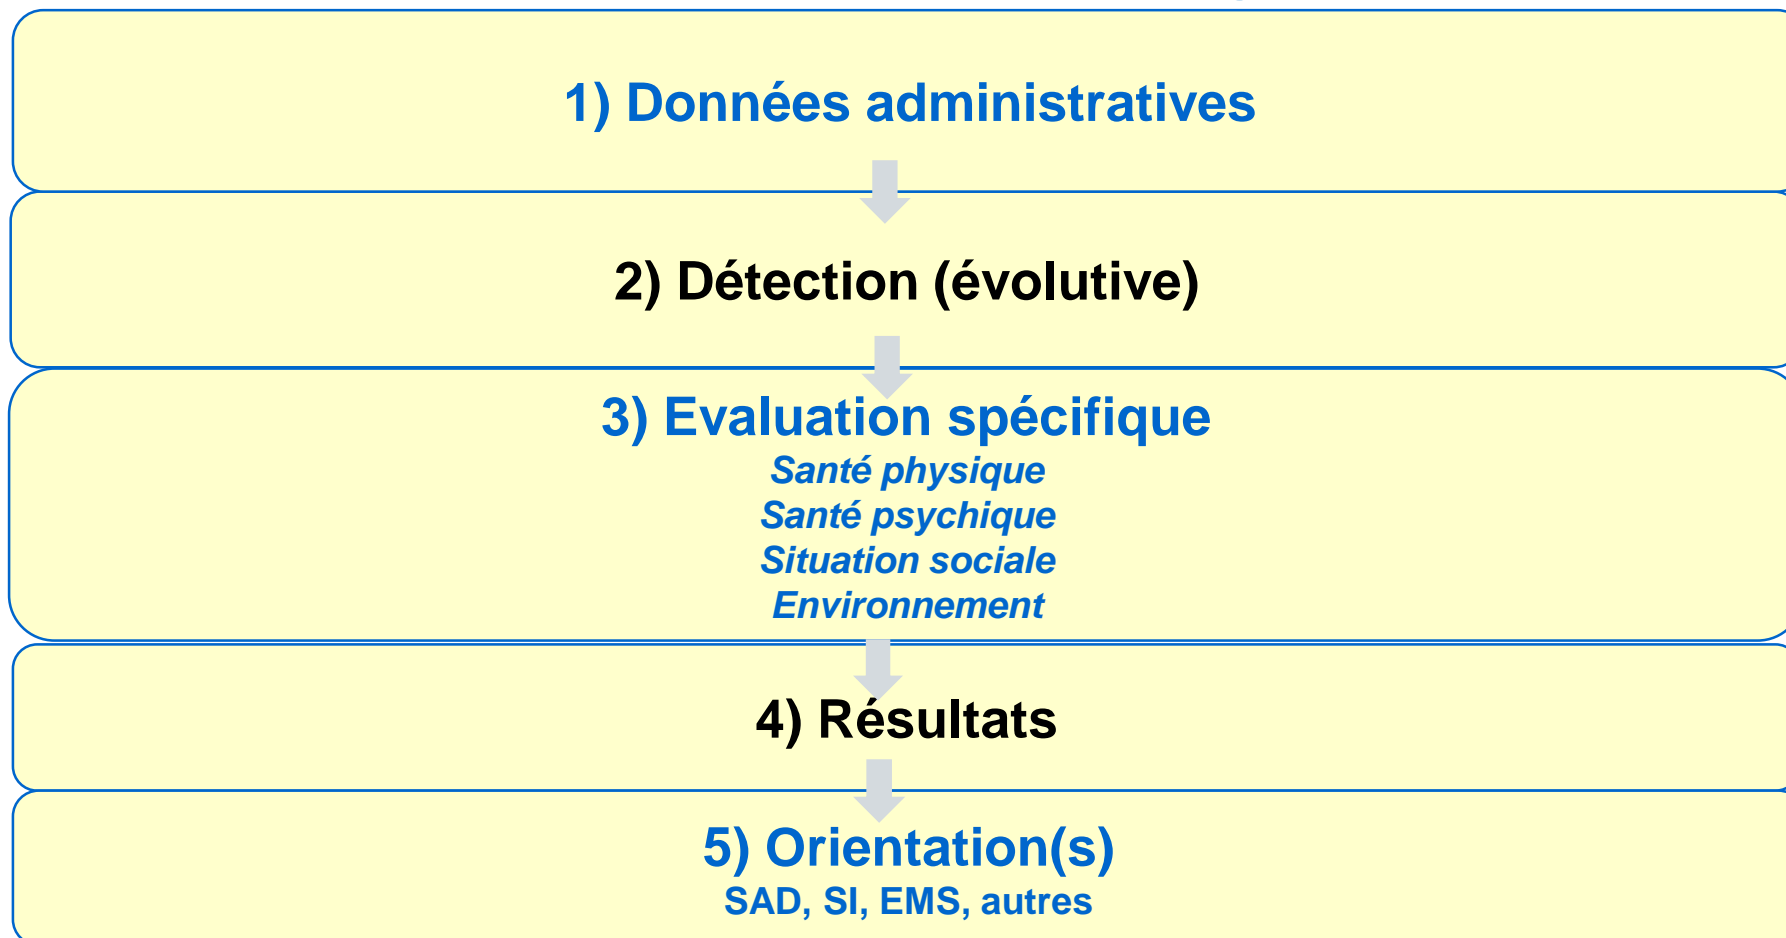 1) Données administratives
2) Détection (évolutive)
3) Evaluation spécifique
Santé physique
Santé psychique
Situation sociale
Environnement
4) Résultats
5) Orientation(s)
SAD, SI, EMS, autres